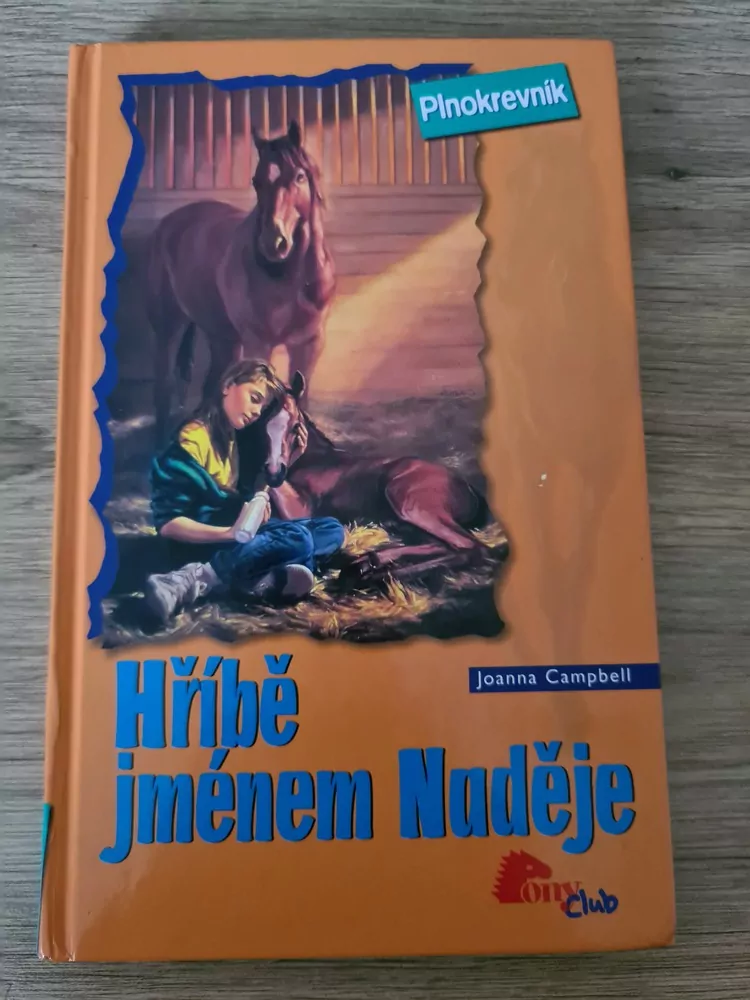 Plnokrevník
Joanna Campbell
Hříbě
jménem Naděje
Pony
Club